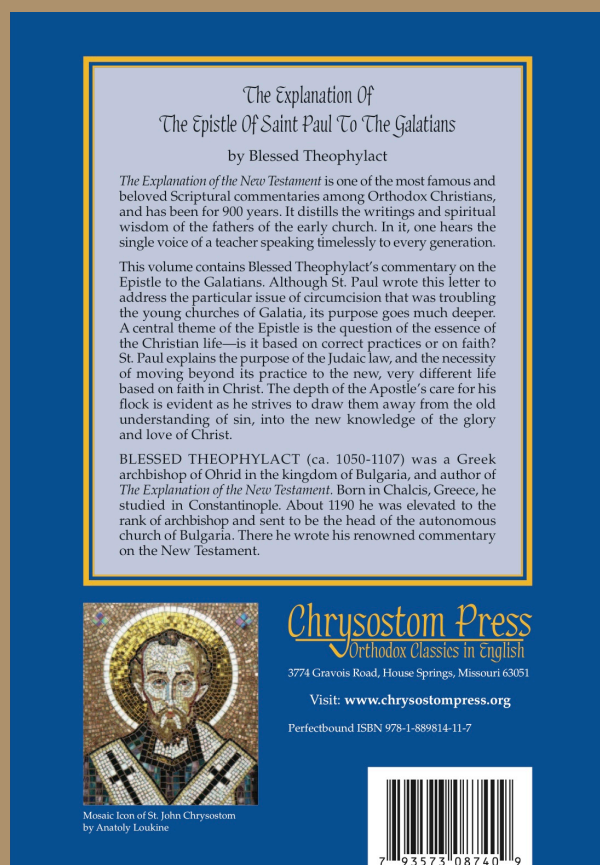 The Explanation Of
The Epistle Of Saint Paul To The Galatians
by Blessed Theophylact
The Explanation of the New Testament is one of the most famous and
beloved Scriptural commentaries among Orthodox Christians,
and has been for 900 years. It distills the writings and spiritual
wisdom of the fathers of the early church. In it, one hears the
single voice of a teacher speaking timelessly to every generation.
This volume contains Blessed Theophylact's commentary on the
Epistle to the Galatians. Although St. Paul wrote this letter to
address the particular issue of circumcision that was troubling
the young churches of Galatia, its purpose goes much deeper.
A central theme of the Epistle is the question of the essence of
the Christian life—is it based on correct practices or on faith?
St. Paul explains the purpose of the Judaic law, and the necessity
of moving beyond its practice to the new, very different life
based on faith in Christ. The depth of the Apostle's care for his
flock is evident as he strives to draw them away from the old
understanding of sin, into the new knowledge of the glory
and love of Christ.
BLESSED THEOPHYLACT (ca. 1050-1107) was a Greek
archbishop of Ohrid in the kingdom of Bulgaria, and author of
The Explanation of the New Testament. Born in Chalcis, Greece, he
studied in Constantinople. About 1190 he was elevated to the
rank of archbishop and sent to be the head of the autonomous
church of Bulgaria. There he wrote his renowned commentary
on the New Testament.
Chrysostom Press
Orthodox Classics in English
3774 Gravois Road, House Springs, Missouri 63051
Visit: www.chrysostompress.org
Perfectbound ISBN 978-1-889814-11-7
Mosaic Icon of St. John Chrysostom
by Anatoly Loukine
7 93573 08740 9